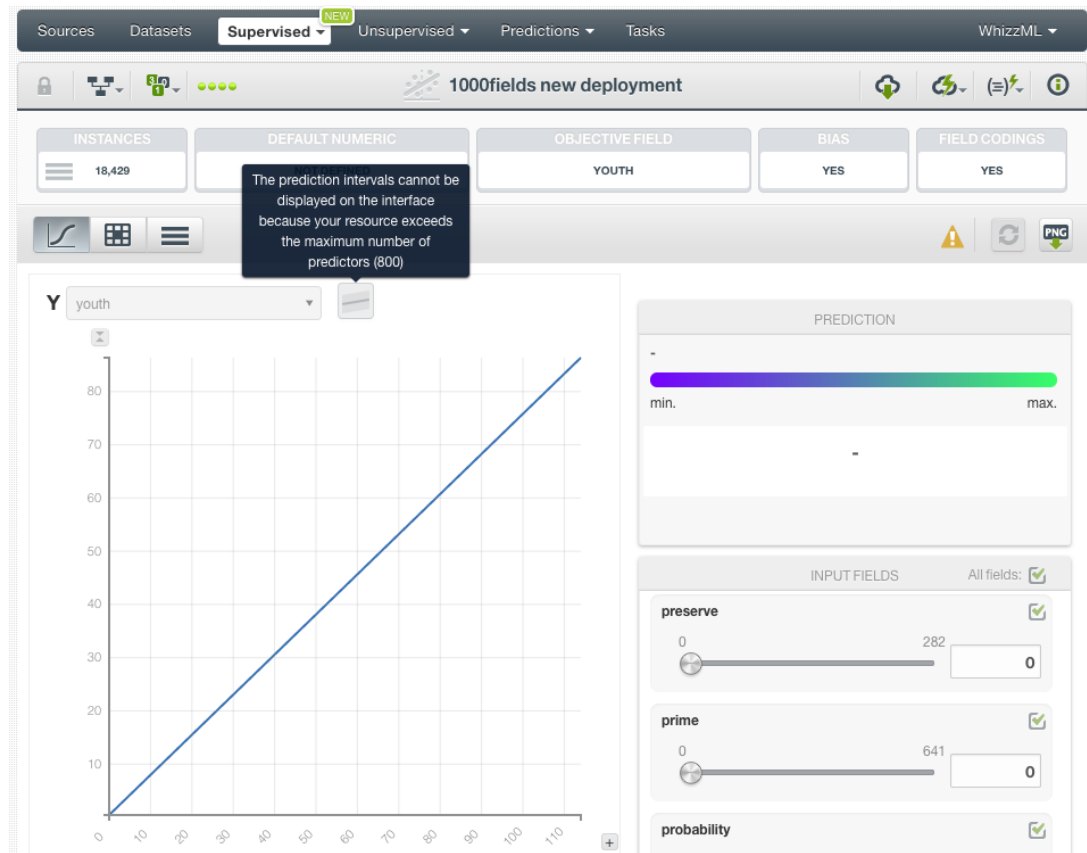 NEW
Sources Datasets Supervised Unsupervised Predictions Tasks WhizzML
1000fields new deployment
INSTANCES DEFAULT NUMERIC OBJECTIVE FIELD BIAS FIELD CODINGS
18,429 YOUTH YES YES
The prediction intervals cannot be
displayed on the interface
because your resource exceeds
the maximum number of
predictors (800)
PNG
Y youth
PREDICTION
-
min. max.
-
80
70
60
50
40
30
20
10
0 10 20 30 40 50 60 70 80 90 100 110
+
INPUT FIELDS All fields:
preserve
0 282
0
prime
0 641
0
probability